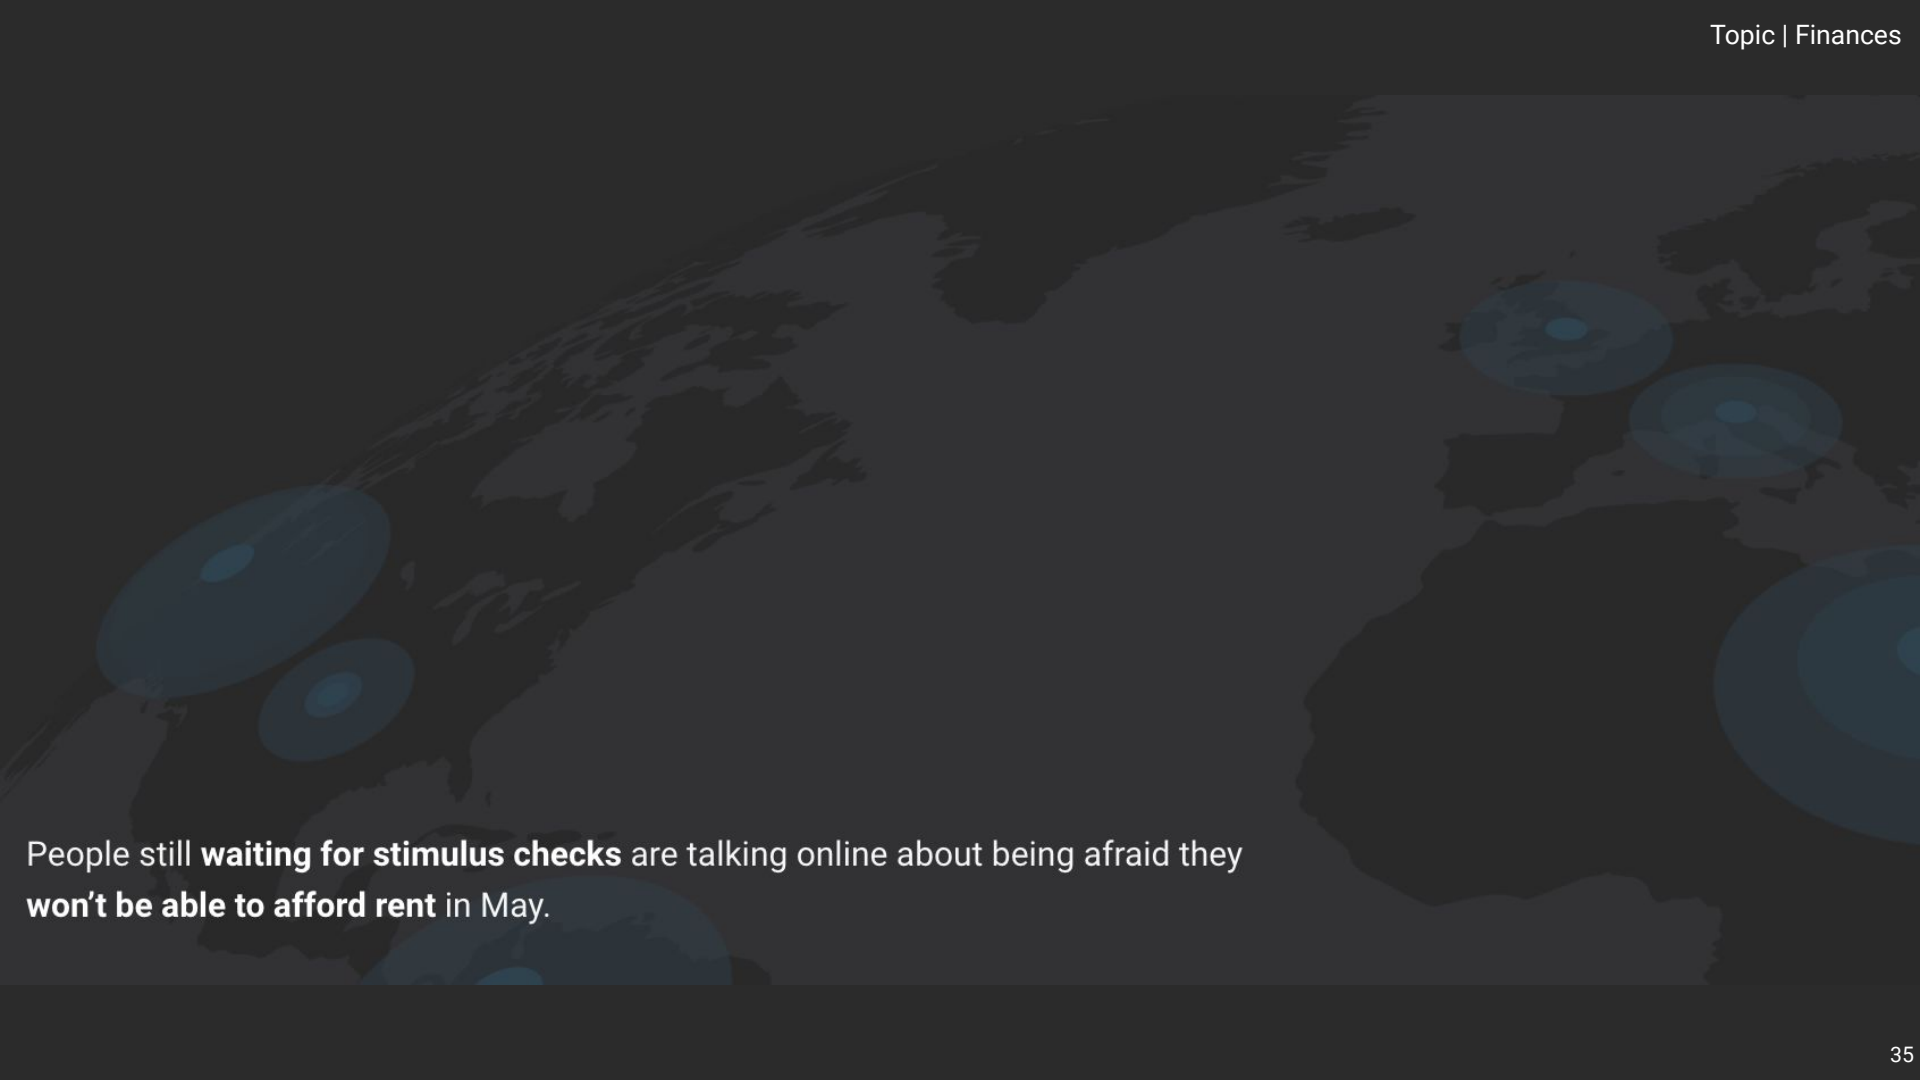 Topic | Finances
People still waiting for stimulus checks are talking online about being afraid they
won’t be able to afford rent in May.
35